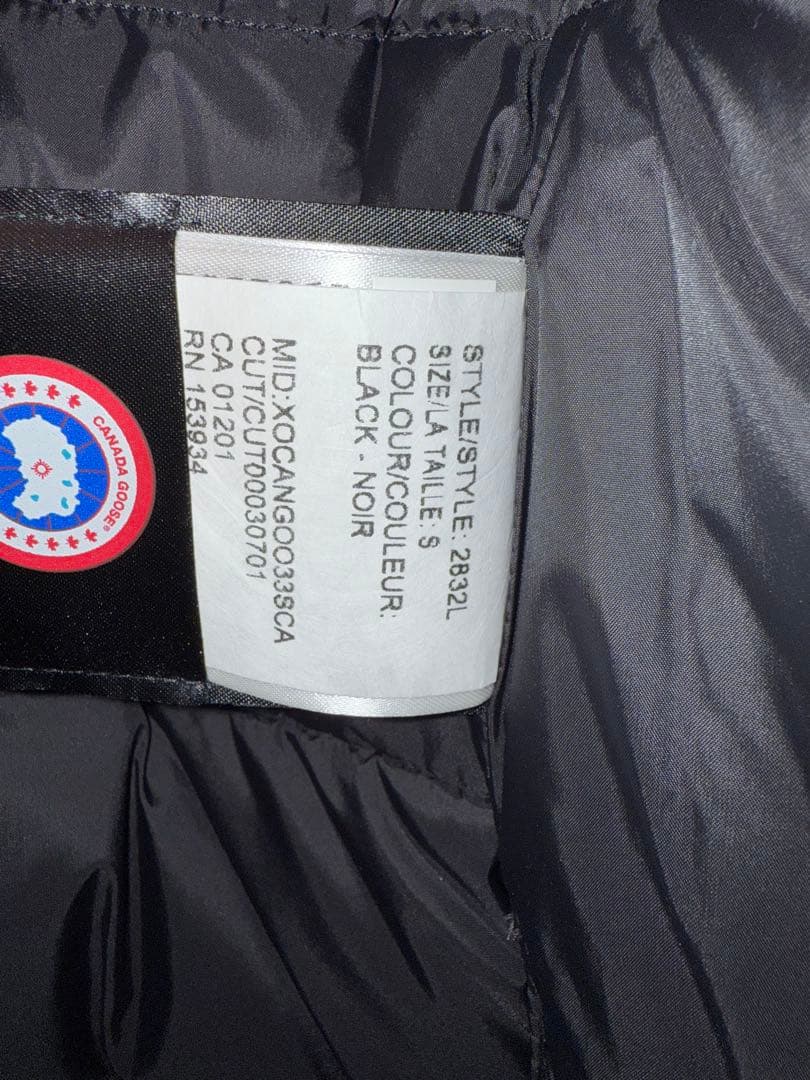 STYLE/STYLE: 2832L
SIZE/LA TAILLE: S
COLOUR/COULEUR:
BLACK - NOIR
MID:XOCANGOO33SCA
CUT/CUT00030701
CA 01201
RN 153934
CANADA GOOSE®